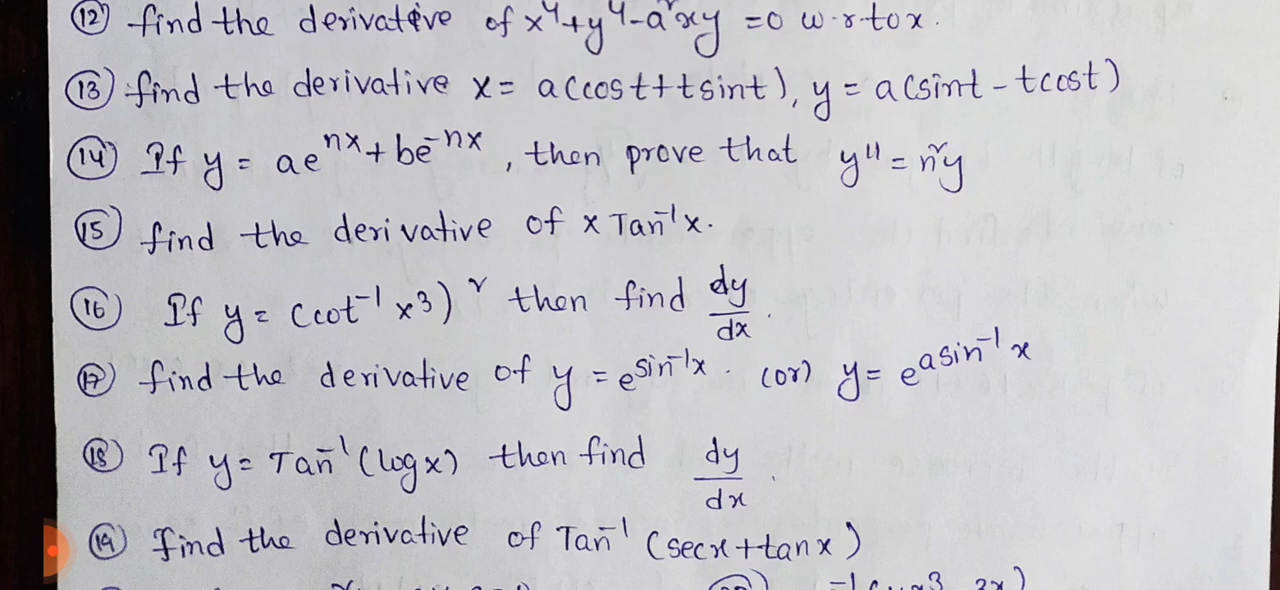 ⑫ find the derivative of x⁴+y⁴-a²xy = 0 w.r.to x.
⑬ find the derivative x = a(cost+tsint), y = a(sint - tcost)
⑭ If y = ae^nx + be^-nx, then prove that y'' = n²y
⑮ find the derivative of x Tan⁻¹x.
⑯ If y = (cot⁻¹ x³)² then find dy/dx.
⑰ find the derivative of y = e^sin⁻¹x. (or) y = e^a sin⁻¹x
⑱ If y = Tan⁻¹(logx) then find dy/dx.
⑲ find the derivative of Tan⁻¹ (secx+tanx)